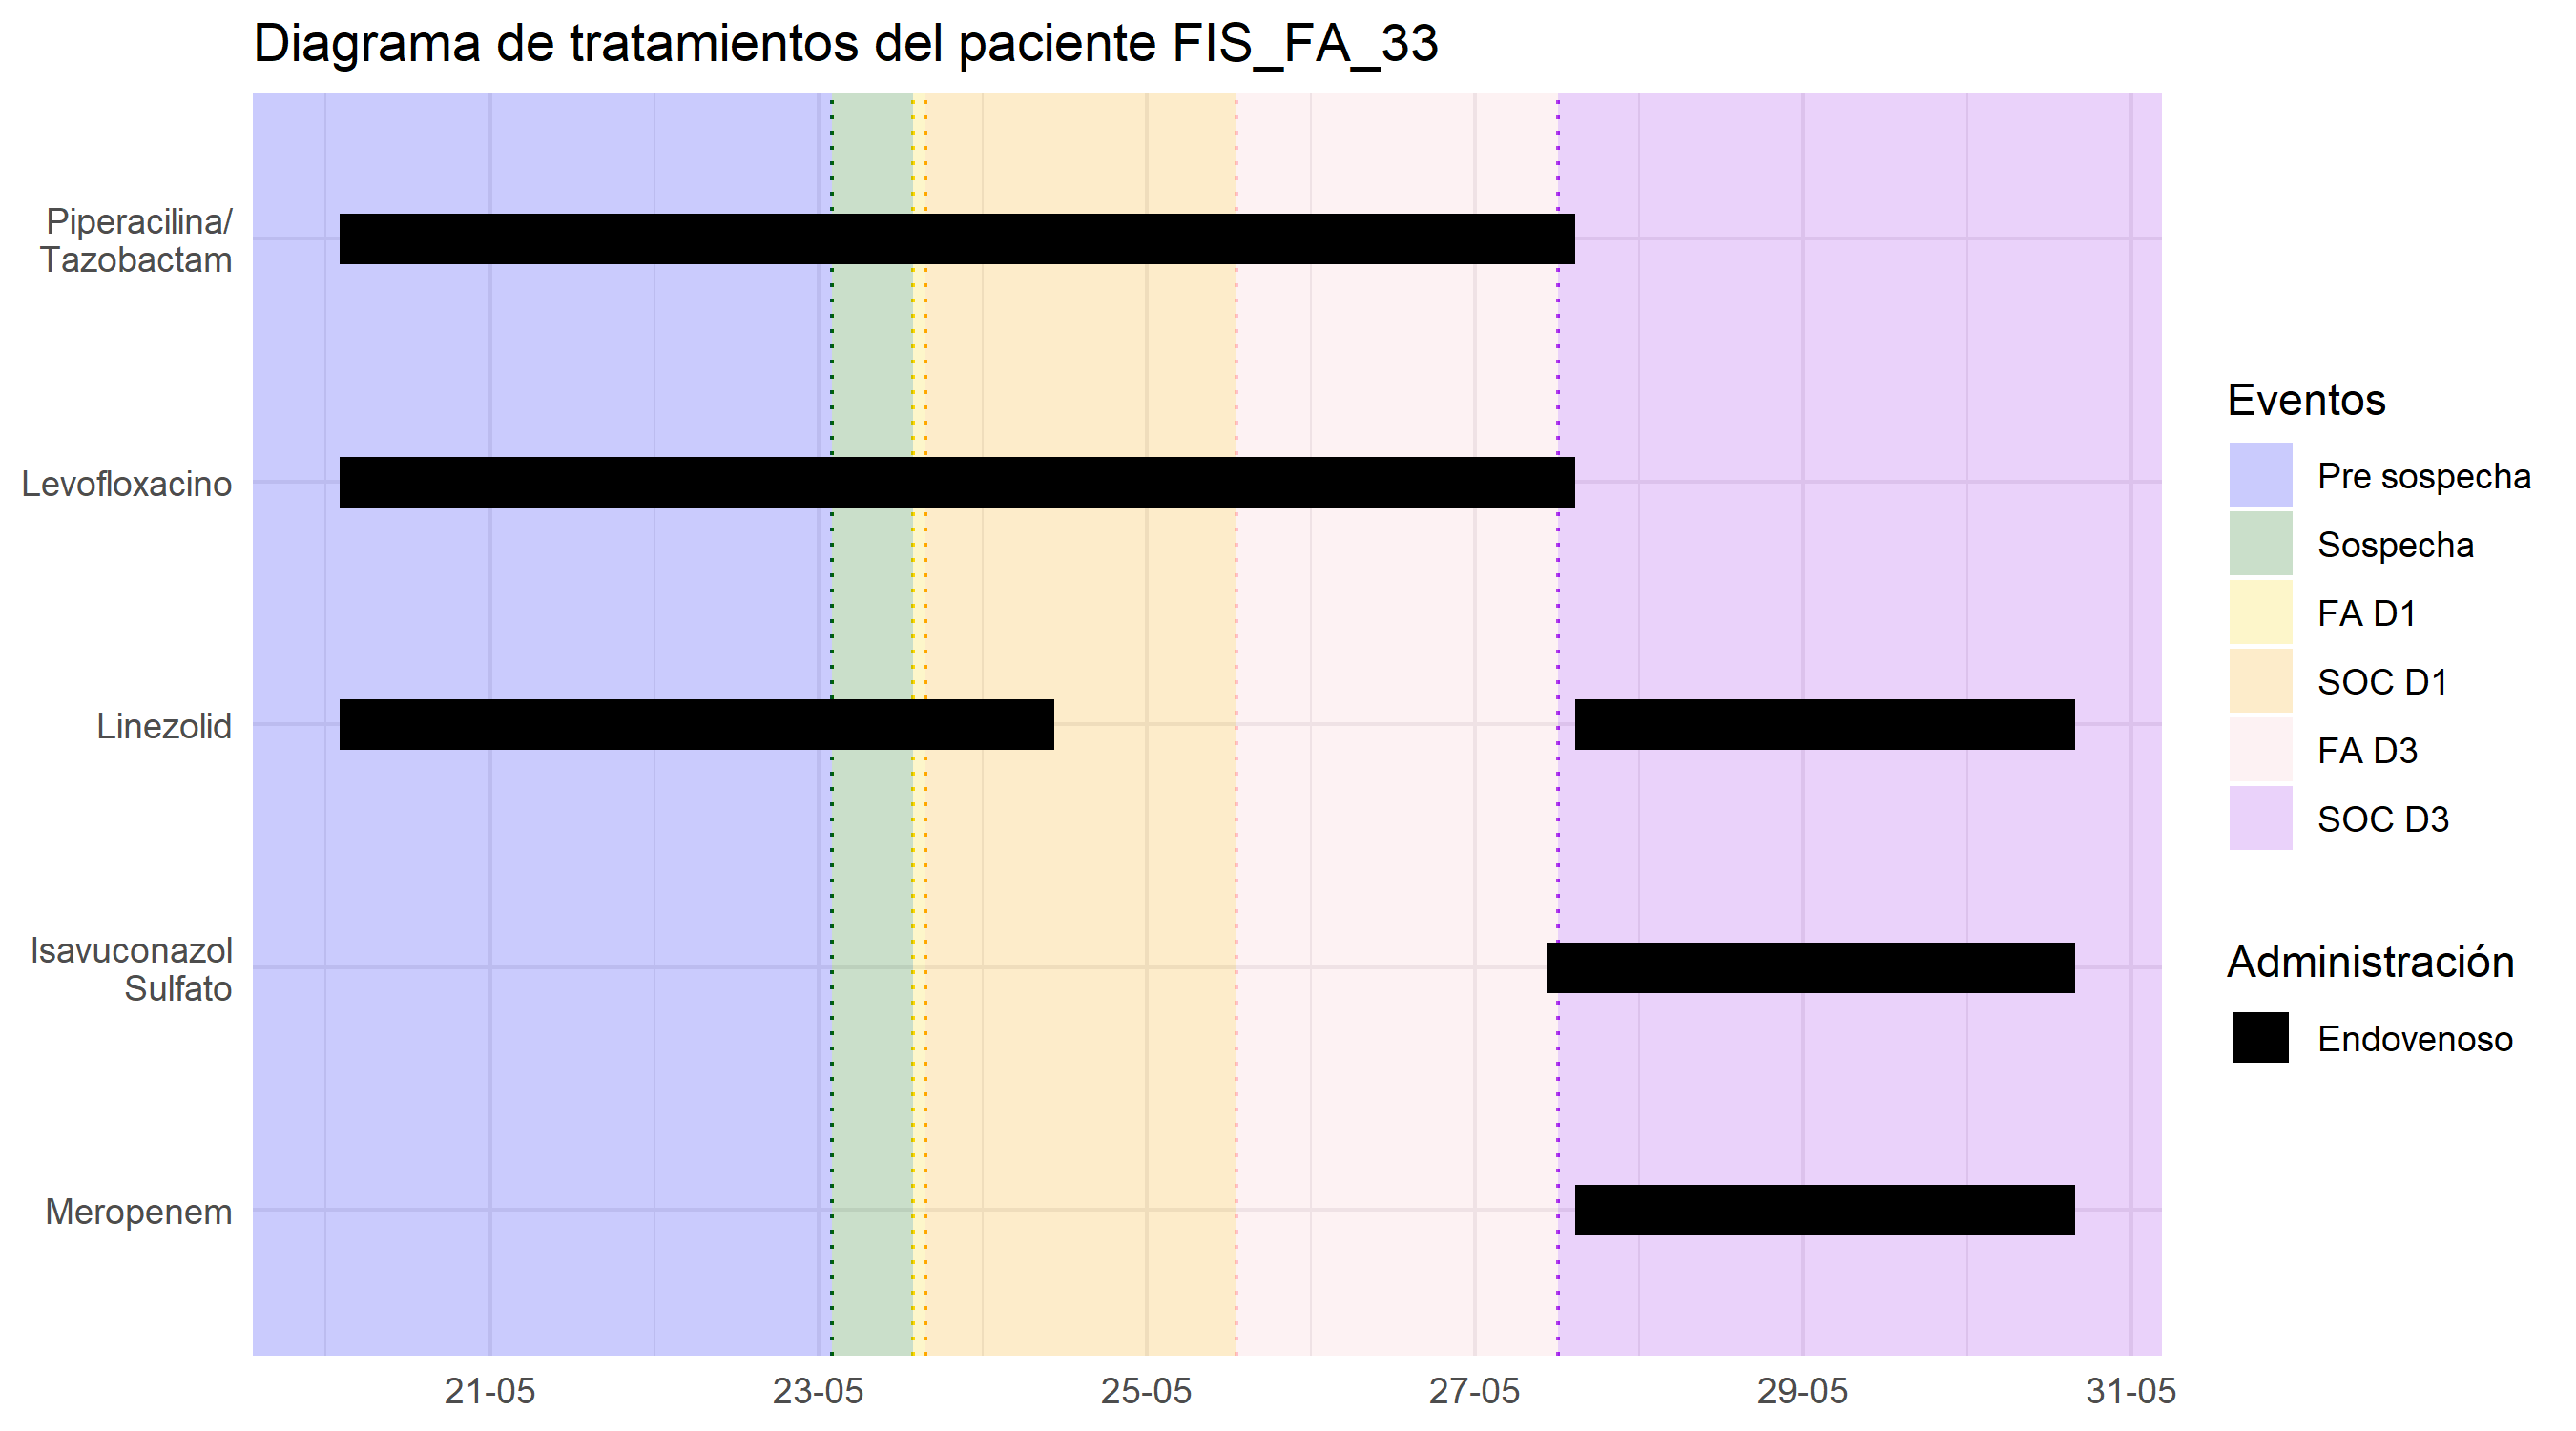 Diagrama de tratamientos del paciente FIS_FA_33
Piperacilina/
Tazobactam
Levofloxacino
Linezolid
Isavuconazol
Sulfato
Meropenem
21-05
23-05
25-05
27-05
29-05
31-05
Eventos
Pre sospecha
Sospecha
FA D1
SOC D1
FA D3
SOC D3
Administración
Endovenoso